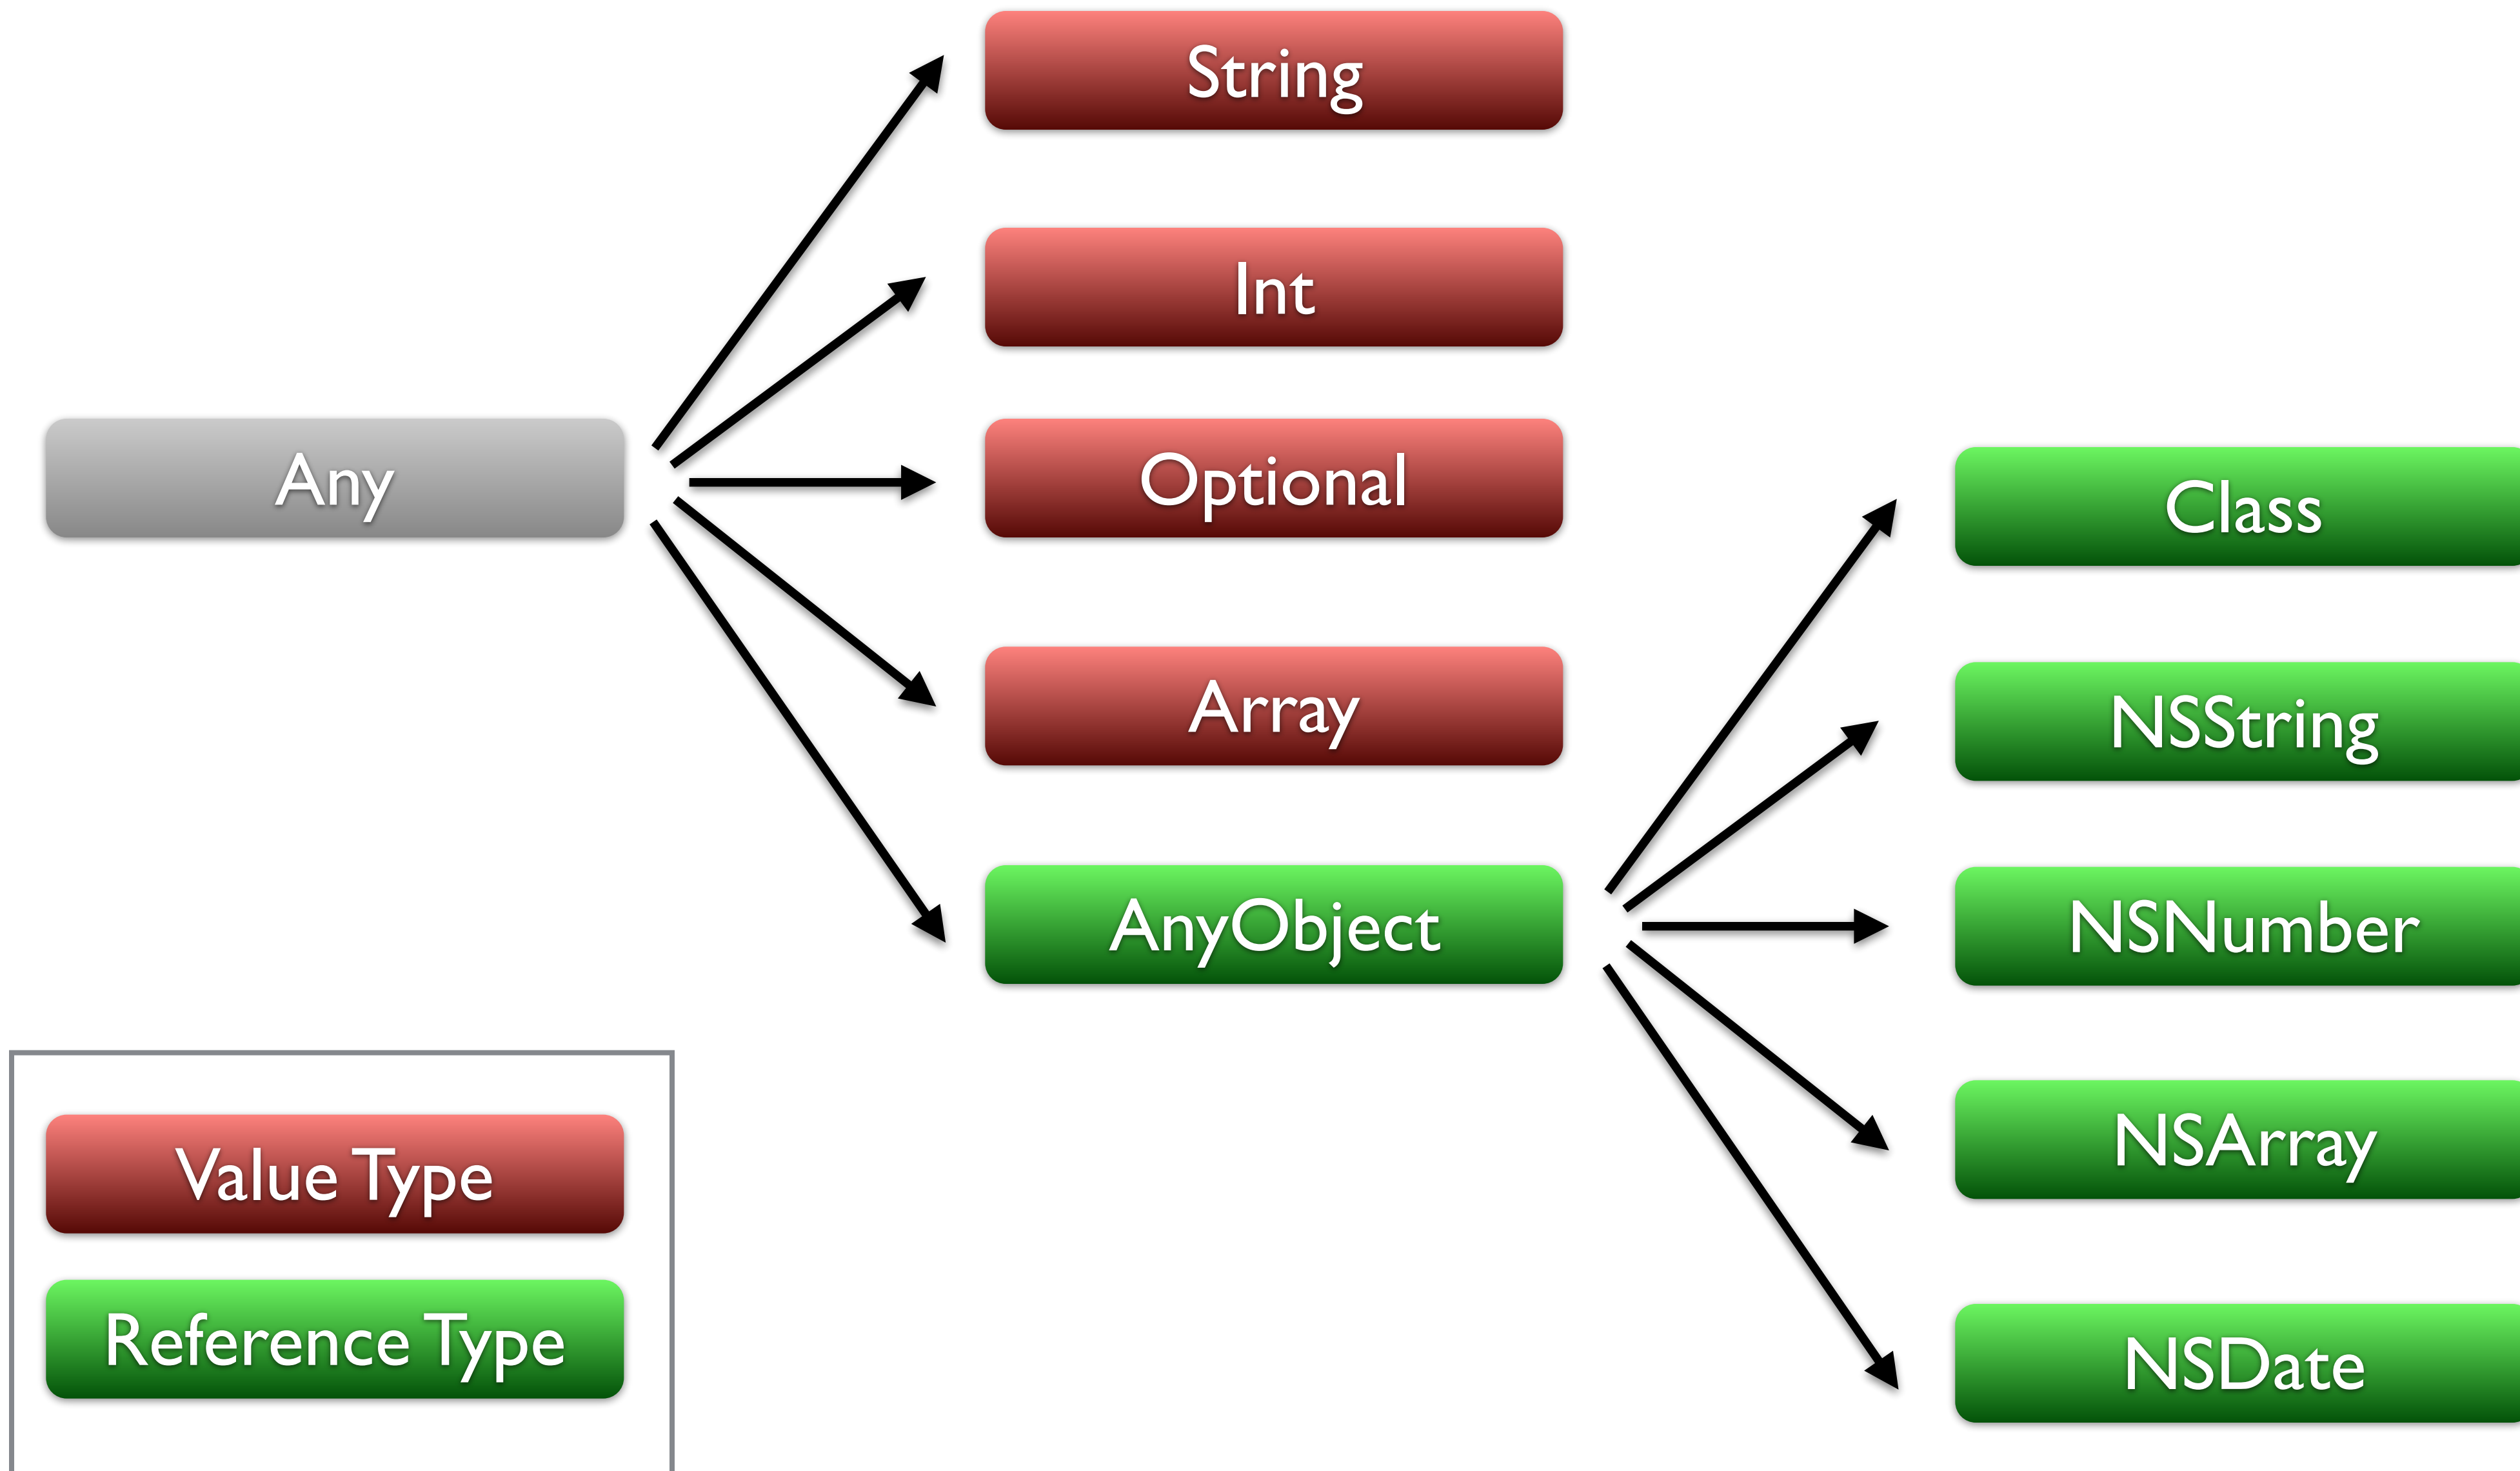 String
Int
Any
Optional
Class
Array
NSString
AnyObject
NSNumber
Value Type
NSArray
Reference Type
NSDate